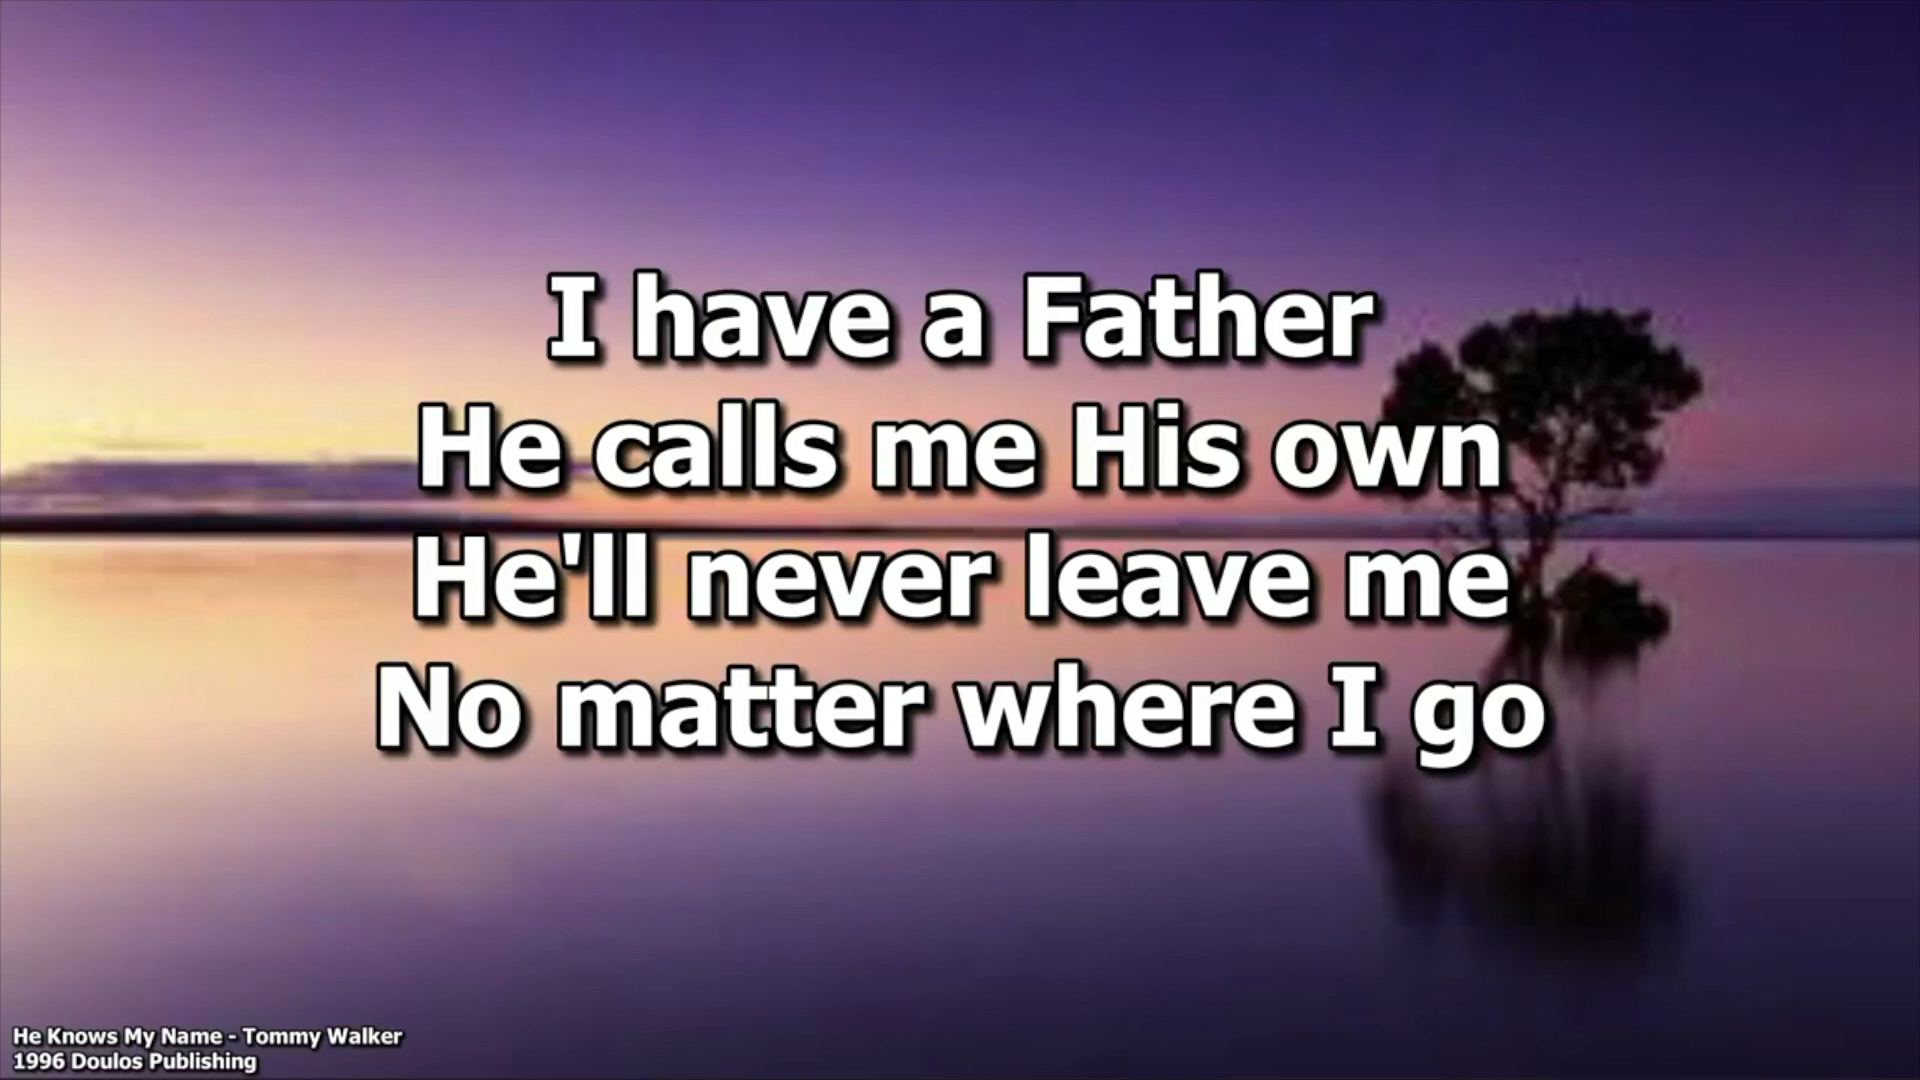 I have a Father
He calls me His own
He'll never leave me
No matter where I go
He Knows My Name - Tommy Walker
1996 Doulos Publishing